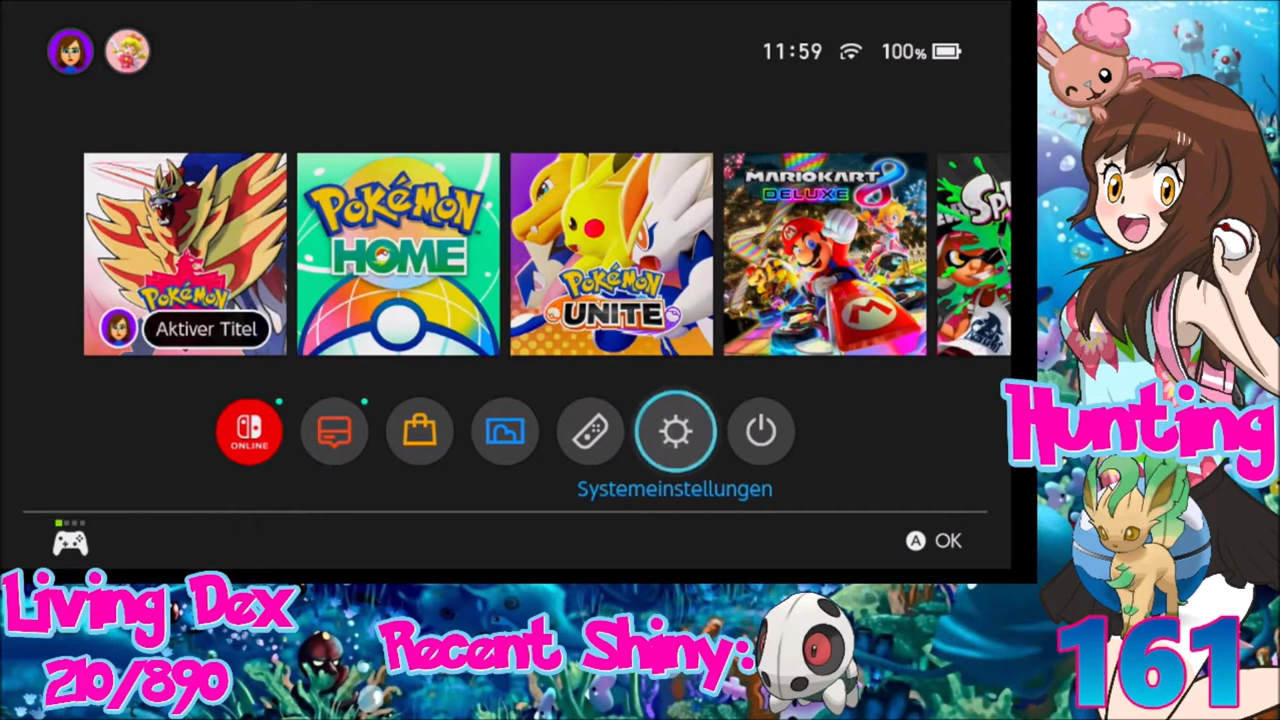 11:59 100%
POKÉMON
Aktiver Titel
POKÉMON
HOME
POKÉMON
UNITE
MARIOKART 8
DELUXE
ONLINE
Systemeinstellungen
A OK
Hunting
161
Living Dex
210/890
Recent Shiny: